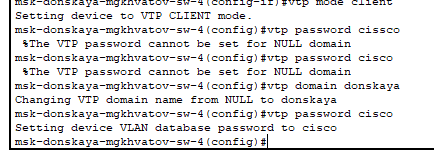 msk-donskaya-mgkhvatov-sw-4(config-if)#vtp mode client
Setting device to VTP CLIENT mode.
msk-donskaya-mgkhvatov-sw-4(config)#vtp password cissco
%The VTP password cannot be set for NULL domain
msk-donskaya-mgkhvatov-sw-4(config)#vtp password cisco
%The VTP password cannot be set for NULL domain
msk-donskaya-mgkhvatov-sw-4(config)#vtp domain donskaya
Changing VTP domain name from NULL to donskaya
msk-donskaya-mgkhvatov-sw-4(config)#vtp password cisco
Setting device VLAN database password to cisco
msk-donskaya-mgkhvatov-sw-4(config)#